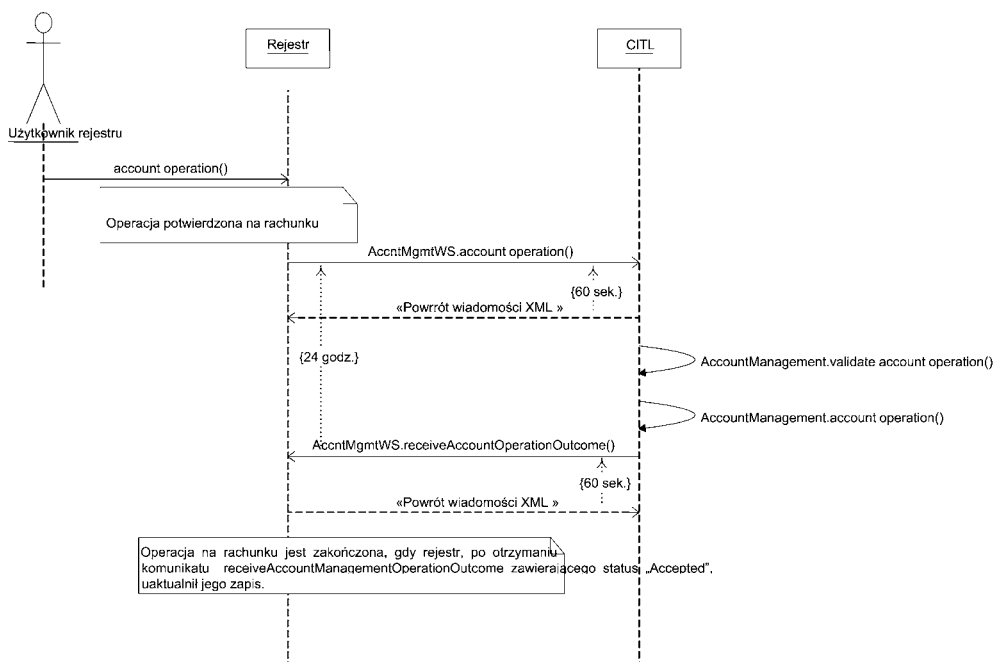 Rejestr
CITL
Użytkownik rejestru
account operation()
Operacja potwierdzona na rachunku
AccntMgmtWS.account operation()
{60 sek.}
«Powrrót wiadomości XML »
{24 godz.}
AccountManagement.validate account operation()
AccountManagement.account operation()
AccntMgmtWS.receiveAccountOperationOutcome()
{60 sek.}
«Powrót wiadomości XML »
Operacja na rachunku jest zakończona, gdy rejestr, po otrzymaniu
komunikatu receiveAccountManagementOperationOutcome zawierającego status „Accepted”,
uaktualnił jego zapis.